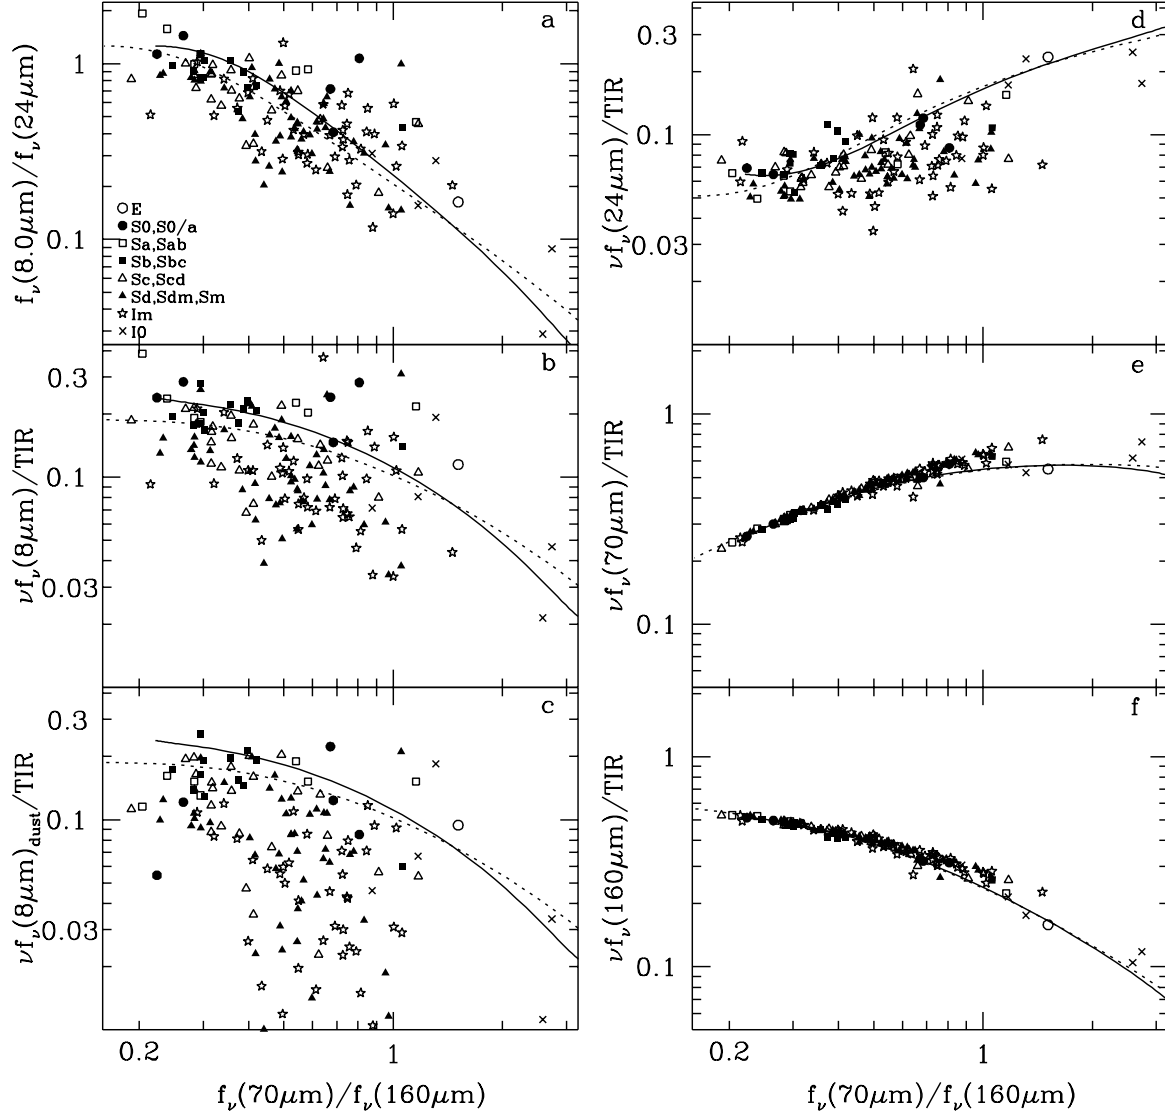 a
1
0.1
f_ν(8.0μm)/f_ν(24μm)
E
S0,S0/a
Sa,Sab
Sb,Sbc
Sc,Scd
Sd,Sdm,Sm
Im
I0
b
0.3
0.1
0.03
νf_ν(8μm)/TIR
c
0.3
0.1
0.03
νf_ν(8μm)_dust/TIR
0.2
1
f_ν(70μm)/f_ν(160μm)
d
0.3
0.1
0.03
νf_ν(24μm)/TIR
e
1
0.1
νf_ν(70μm)/TIR
f
1
0.1
νf_ν(160μm)/TIR
0.2
1
f_ν(70μm)/f_ν(160μm)